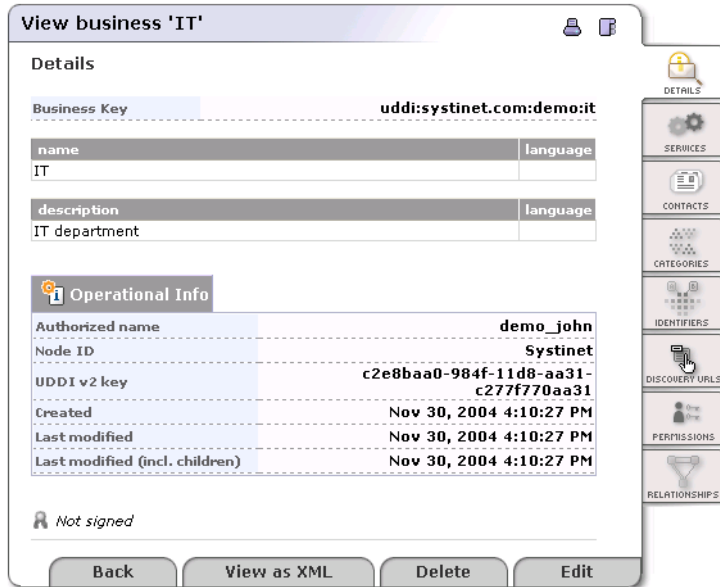 View business 'IT'
Details
Business Key uddi:systinet.com:demo:it
name language
IT
description language
IT department
Operational Info
Authorized name demo_john
Node ID Systinet
UDDI v2 key c2e8baa0-984f-11d8-aa31-
c277f770aa31
Created Nov 30, 2004 4:10:27 PM
Last modified Nov 30, 2004 4:10:27 PM
Last modified (incl. children) Nov 30, 2004 4:10:27 PM
Not signed
Back View as XML Delete Edit
DETAILS
SERVICES
CONTACTS
CATEGORIES
IDENTIFIERS
DISCOVERY URLS
PERMISSIONS
RELATIONSHIPS